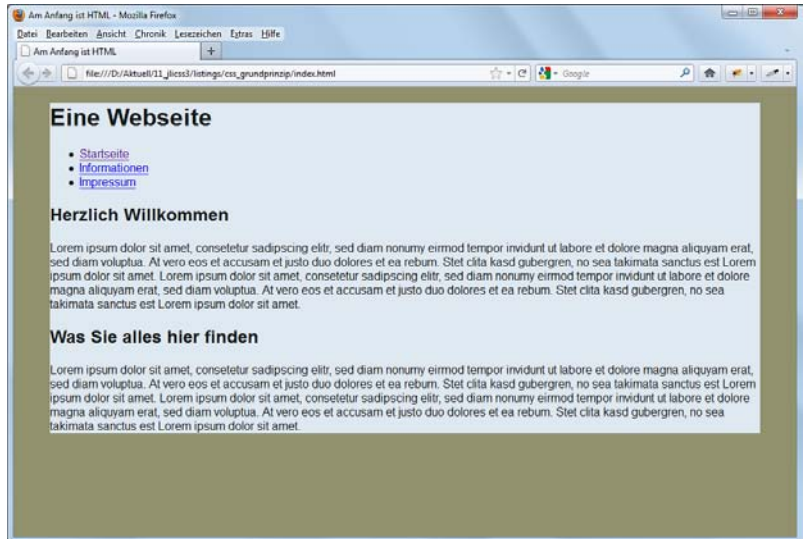 Am Anfang ist HTML - Mozilla Firefox
Datei Bearbeiten Ansicht Chronik Lesezeichen Extras Hilfe
Am Anfang ist HTML +
file:///D:/Aktuell/11_jlicss3/listings/css_grundprinzip/index.html Google
Eine Webseite
• Startseite
• Informationen
• Impressum
Herzlich Willkommen
Lorem ipsum dolor sit amet, consetetur sadipscing elitr, sed diam nonumy eirmod tempor invidunt ut labore et dolore magna aliquyam erat,
sed diam voluptua. At vero eos et accusam et justo duo dolores et ea rebum. Stet clita kasd gubergren, no sea takimata sanctus est Lorem
ipsum dolor sit amet. Lorem ipsum dolor sit amet, consetetur sadipscing elitr, sed diam nonumy eirmod tempor invidunt ut labore et dolore
magna aliquyam erat, sed diam voluptua. At vero eos et accusam et justo duo dolores et ea rebum. Stet clita kasd gubergren, no sea
takimata sanctus est Lorem ipsum dolor sit amet.
Was Sie alles hier finden
Lorem ipsum dolor sit amet, consetetur sadipscing elitr, sed diam nonumy eirmod tempor invidunt ut labore et dolore magna aliquyam erat,
sed diam voluptua. At vero eos et accusam et justo duo dolores et ea rebum. Stet clita kasd gubergren, no sea takimata sanctus est Lorem
ipsum dolor sit amet. Lorem ipsum dolor sit amet, consetetur sadipscing elitr, sed diam nonumy eirmod tempor invidunt ut labore et dolore
magna aliquyam erat, sed diam voluptua. At vero eos et accusam et justo duo dolores et ea rebum. Stet clita kasd gubergren, no sea
takimata sanctus est Lorem ipsum dolor sit amet.